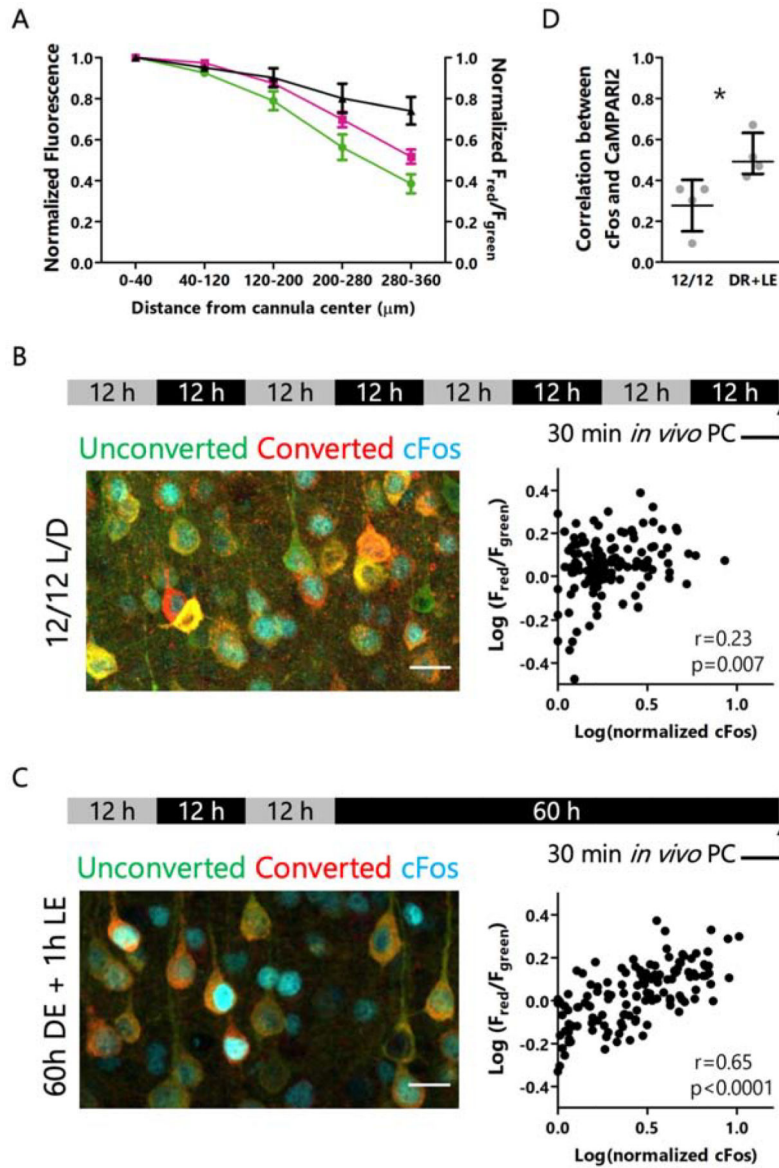 A
Normalized Fluorescence
1.0
0.8
0.6
0.4
0.2
0.0
1.0
0.8
0.6
0.4
0.2
0.0
Normalized Fred/Fgreen
0-40 40-120 120-200 200-280 280-360
Distance from cannula center (μm)
D
Correlation between
cFos and CaMPARI2
1.0
0.8
0.6
0.4
0.2
0.0
*
12/12 DR+LE
B
12 h 12 h 12 h 12 h 12 h 12 h 12 h 12 h
30 min in vivo PC
Unconverted Converted cFos
12/12 L/D
Log (Fred/Fgreen)
0.4
0.2
0.0
-0.2
-0.4
r=0.23
p=0.007
0.0 0.5 1.0
Log(normalized cFos)
C
12 h 12 h 12 h 60 h
30 min in vivo PC
Unconverted Converted cFos
60h DE + 1h LE
Log (Fred/Fgreen)
0.4
0.2
0.0
-0.2
-0.4
r=0.65
p<0.0001
0.0 0.5 1.0
Log(normalized cFos)